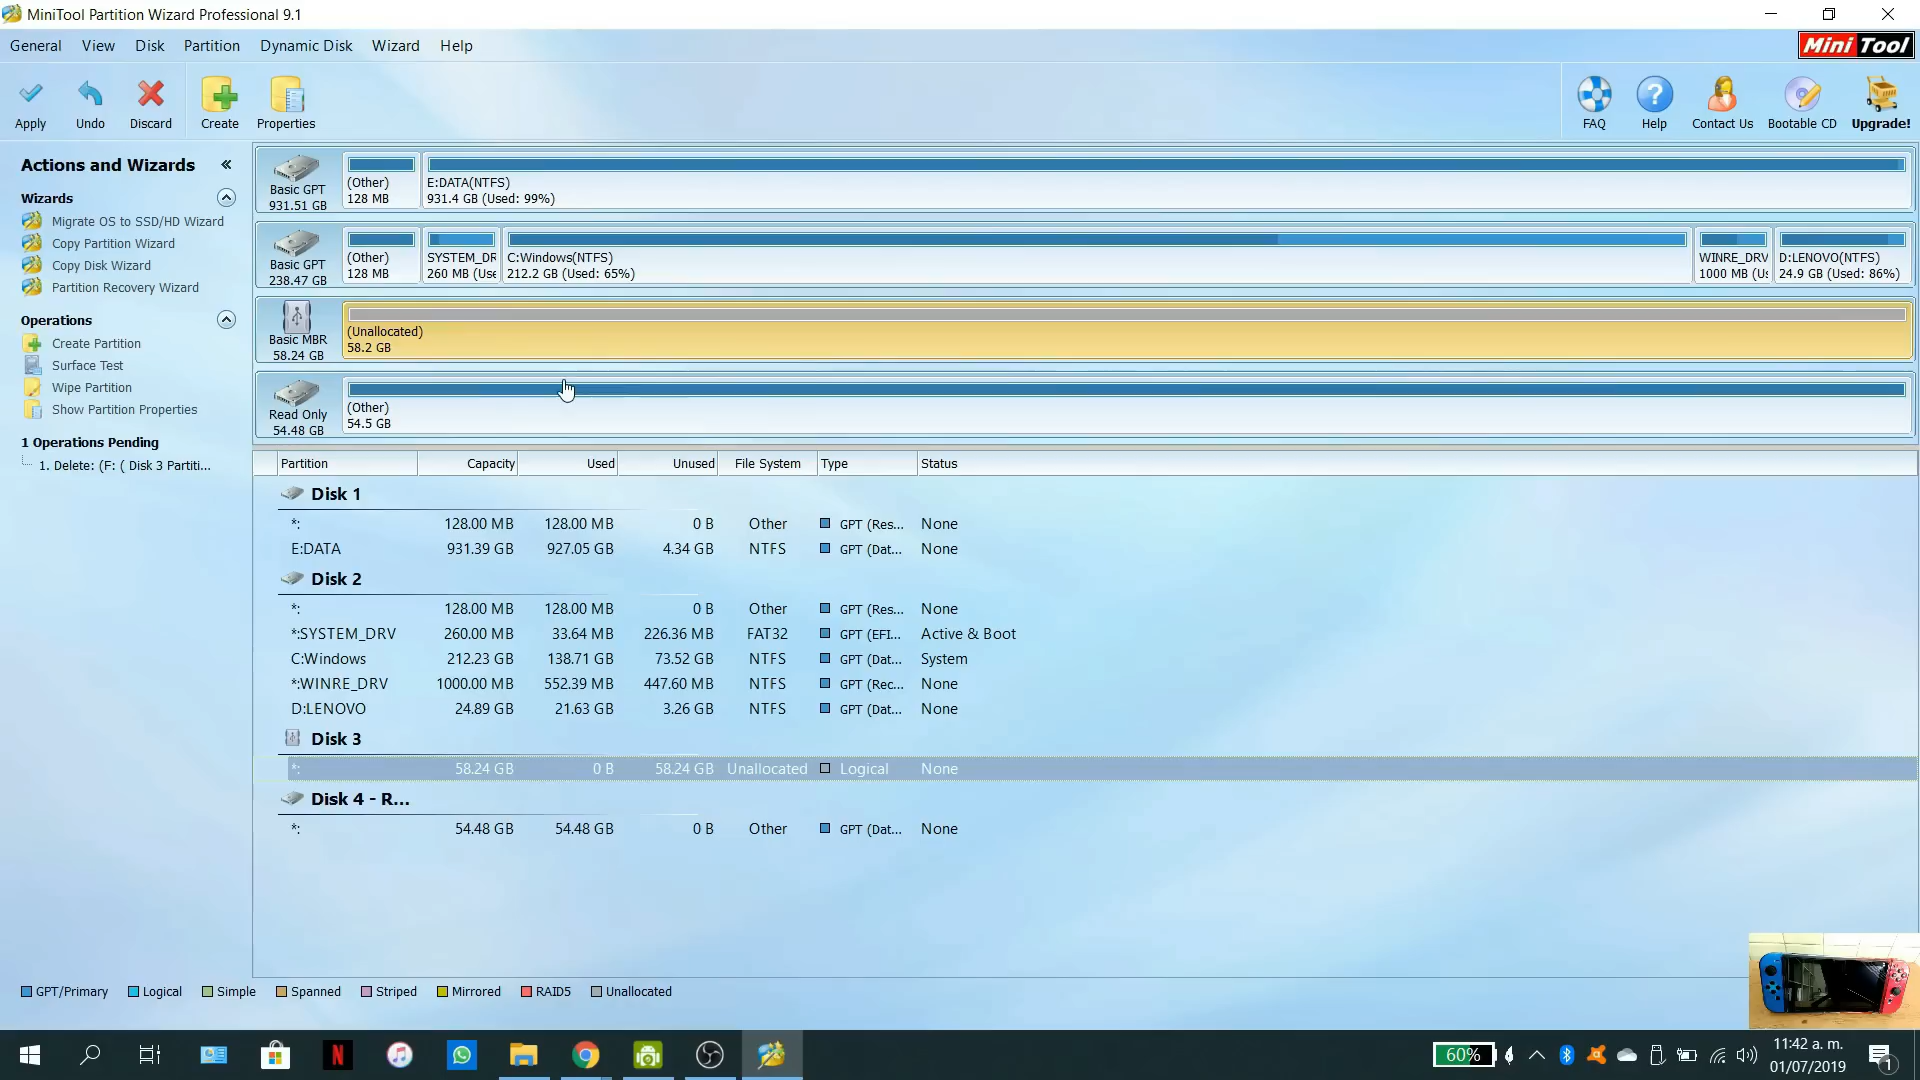 MiniTool Partition Wizard Professional 9.1
General View Disk Partition Dynamic Disk Wizard Help
Mini Tool
Apply Undo Discard Create Properties FAQ Help Contact Us Bootable CD Upgrade!
Actions and Wizards «
Wizards
Migrate OS to SSD/HD Wizard
Copy Partition Wizard
Copy Disk Wizard
Partition Recovery Wizard
Operations
Create Partition
Surface Test
Wipe Partition
Show Partition Properties
1 Operations Pending
1. Delete: (F: ( Disk 3 Partiti...
Basic GPT
931.51 GB
(Other)
128 MB
E:DATA(NTFS)
931.4 GB (Used: 99%)
Basic GPT
238.47 GB
(Other)
128 MB
SYSTEM_DR
260 MB (Use
C:Windows(NTFS)
212.2 GB (Used: 65%)
WINRE_DRV
1000 MB (Us
D:LENOVO(NTFS)
24.9 GB (Used: 86%)
Basic MBR
58.24 GB
(Unallocated)
58.2 GB
Read Only
54.48 GB
(Other)
54.5 GB
Partition Capacity Used Unused File System Type Status
Disk 1
*: 128.00 MB 128.00 MB 0 B Other GPT (Res... None
E:DATA 931.39 GB 927.05 GB 4.34 GB NTFS GPT (Dat... None
Disk 2
*: 128.00 MB 128.00 MB 0 B Other GPT (Res... None
*:SYSTEM_DRV 260.00 MB 33.64 MB 226.36 MB FAT32 GPT (EFI... Active & Boot
C:Windows 212.23 GB 138.71 GB 73.52 GB NTFS GPT (Dat... System
*:WINRE_DRV 1000.00 MB 552.39 MB 447.60 MB NTFS GPT (Rec... None
D:LENOVO 24.89 GB 21.63 GB 3.26 GB NTFS GPT (Dat... None
Disk 3
*: 58.24 GB 0 B 58.24 GB Unallocated Logical None
Disk 4 - R...
*: 54.48 GB 54.48 GB 0 B Other GPT (Dat... None
GPT/Primary Logical Simple Spanned Striped Mirrored RAID5 Unallocated
60%
11:42 a. m.
01/07/2019
1